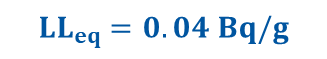 LLeq = 0.04 Bq/g